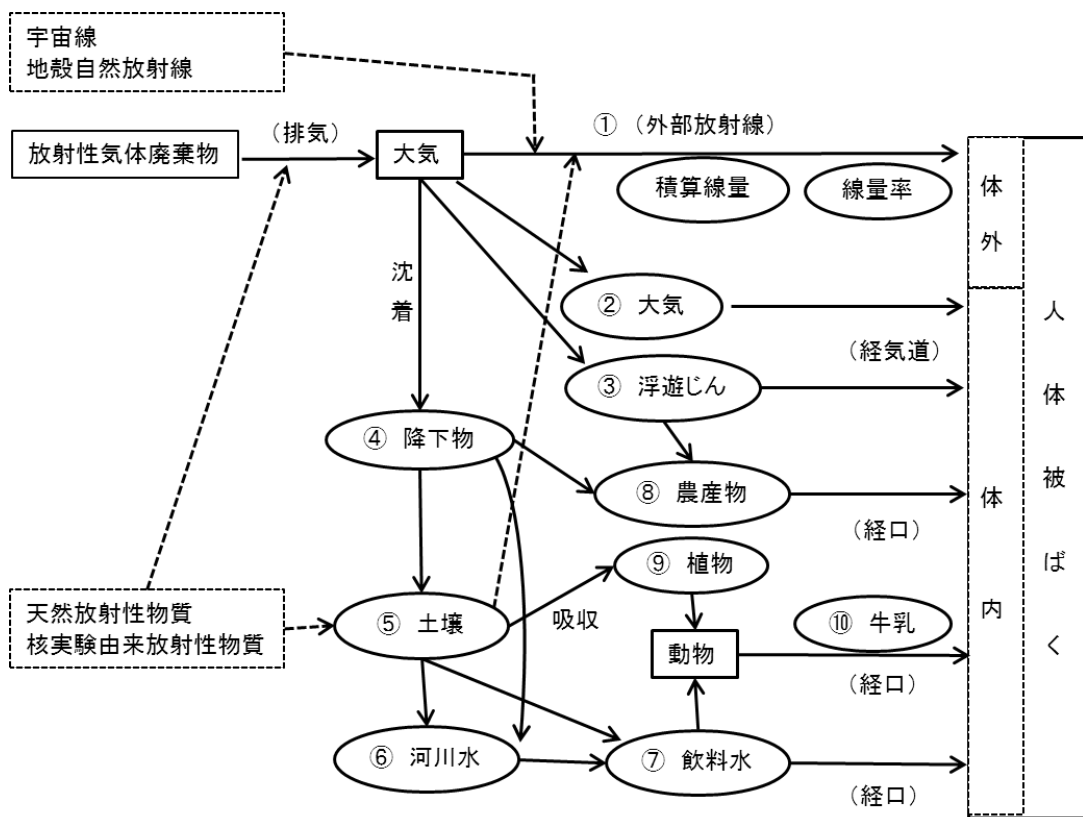 宇宙線
地殻自然放射線
放射性気体廃棄物
（排気）
大気
① （外部放射線）
積算線量
線量率
体外
沈着
② 大気
（経気道）
③ 浮遊じん
④ 降下物
⑧ 農産物
（経口）
⑨ 植物
天然放射性物質
核実験由来放射性物質
⑤ 土壌
吸収
動物
⑩ 牛乳
（経口）
⑥ 河川水
⑦ 飲料水
（経口）
体内
人体被ばく